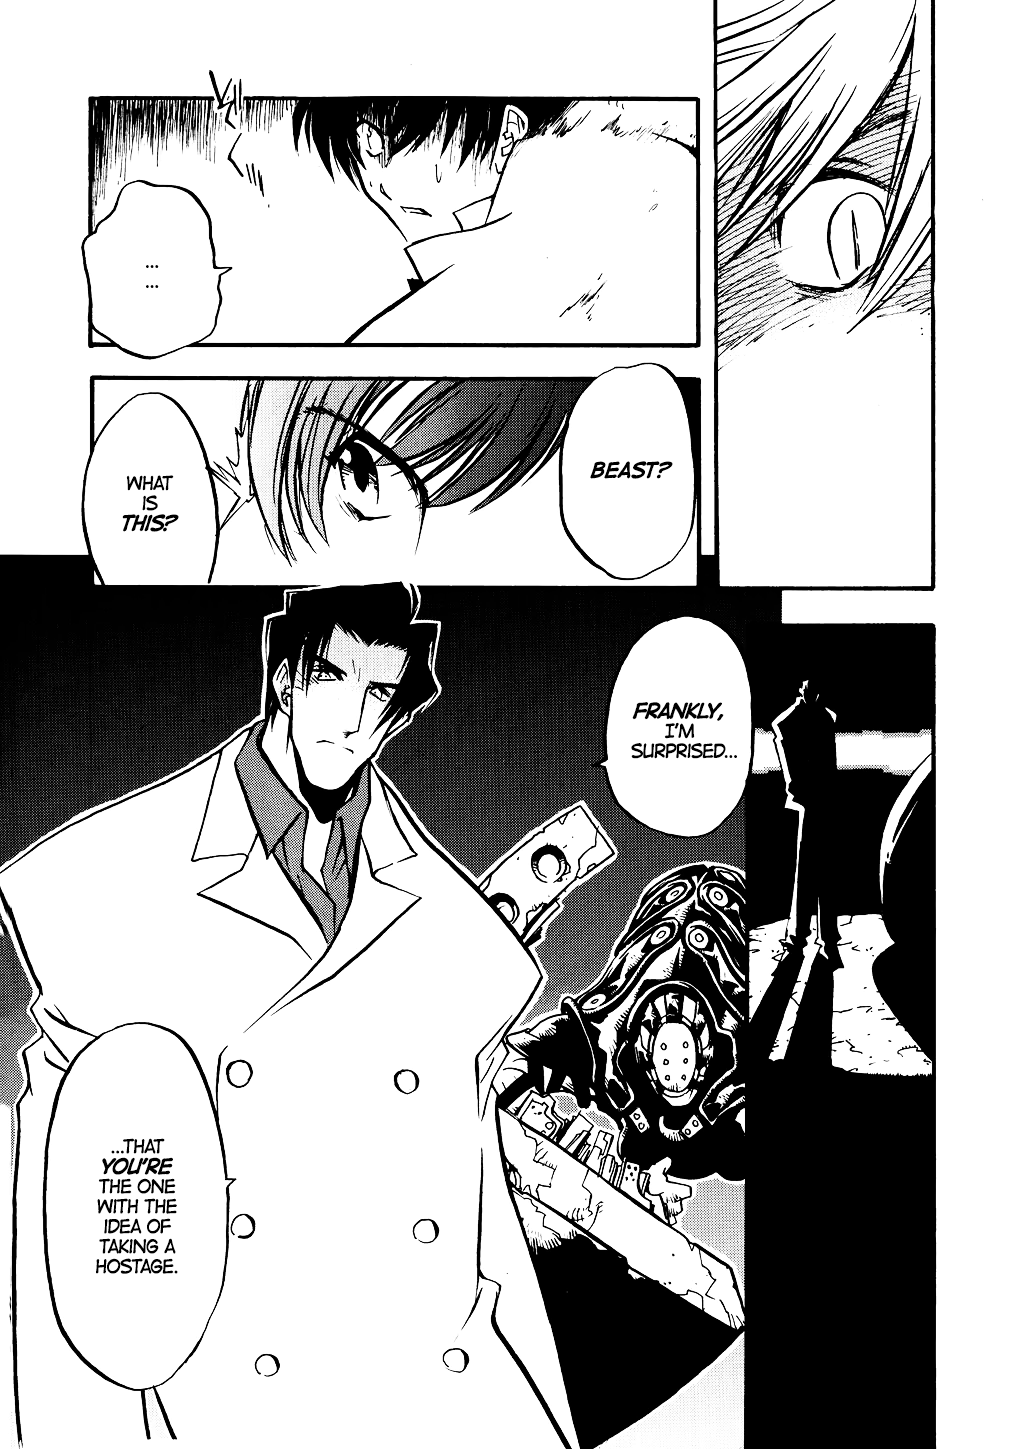 ...
...
BEAST?
WHAT
IS
THIS?
FRANKLY,
I'M
SURPRISED...
...THAT
YOU'RE
THE ONE
WITH THE
IDEA OF
TAKING A
HOSTAGE.